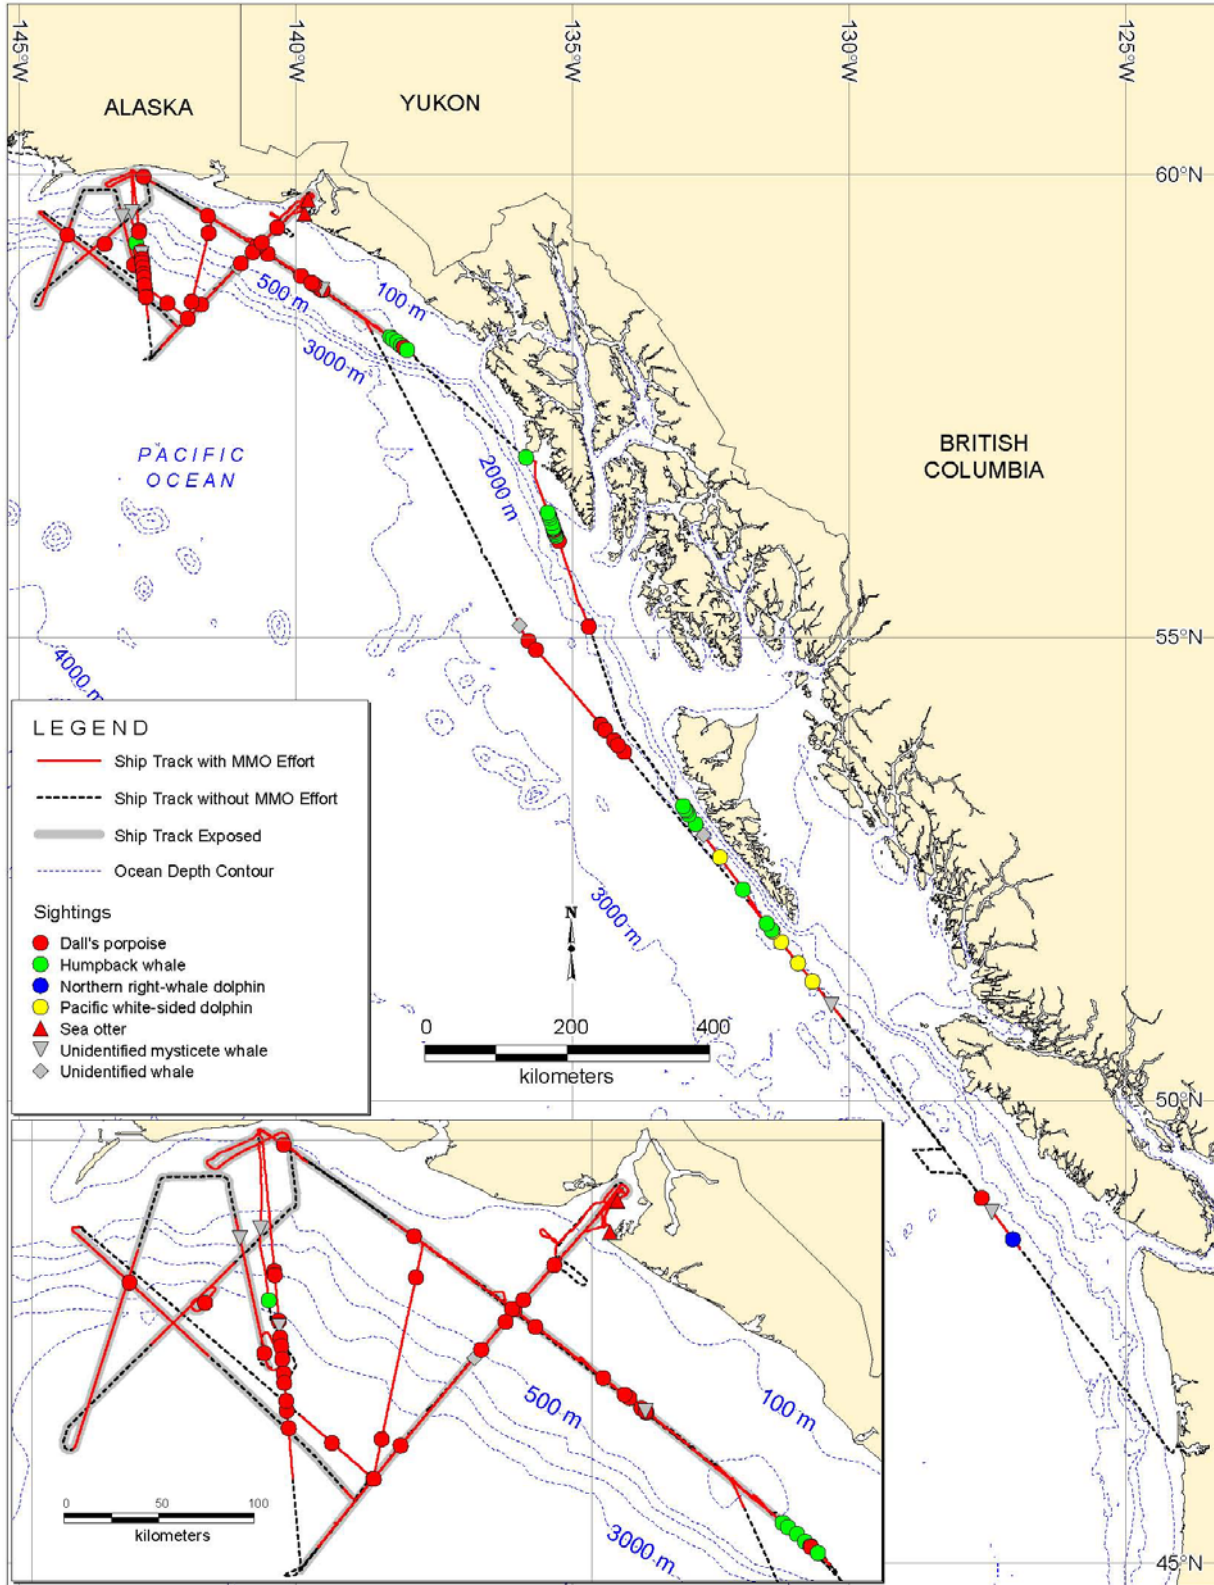 145°W
140°W
135°W
130°W
125°W
ALASKA
YUKON
60°N
500 m
100 m
3000 m
PACIFIC
OCEAN
2000 m
BRITISH
COLUMBIA
55°N
4000 m
LEGEND
Ship Track with MMO Effort
Ship Track without MMO Effort
Ship Track Exposed
Ocean Depth Contour
Sightings
Dall's porpoise
Humpback whale
Northern right-whale dolphin
Pacific white-sided dolphin
Sea otter
Unidentified mysticete whale
Unidentified whale
3000 m
N
0 200 400
kilometers
50°N
500 m
100 m
3000 m
0 50 100
kilometers
45°N